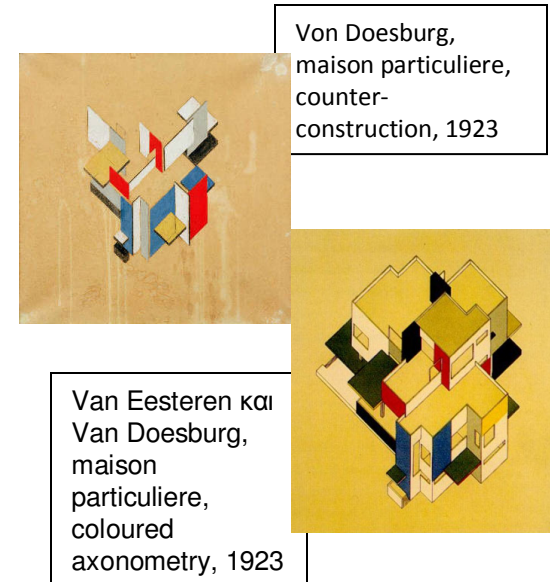 Von Doesburg,
maison particuliere,
counter-
construction, 1923
Van Eesteren και
Van Doesburg,
maison
particuliere,
coloured
axonometry, 1923